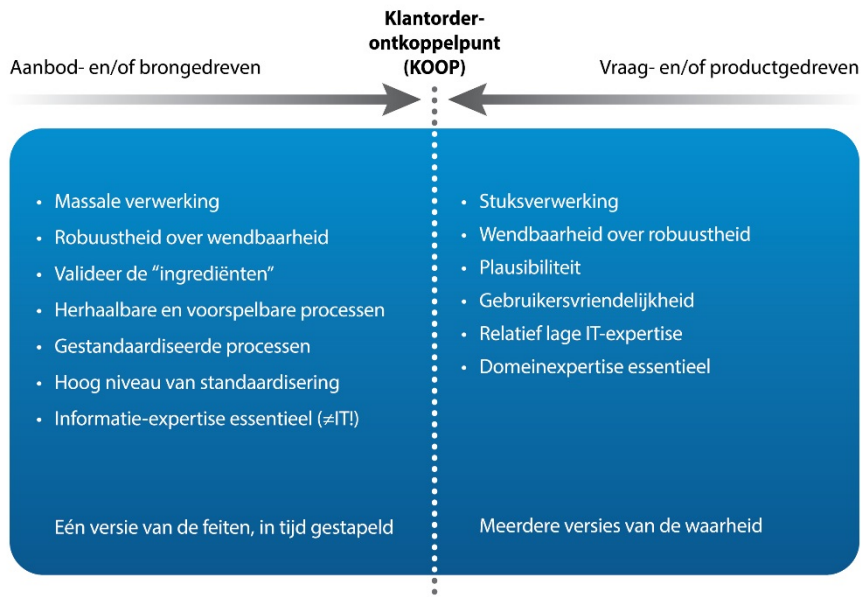 Klantorder-
ontkoppelpunt
(KOOP)
Aanbod- en/of brongedreven
Vraag- en/of productgedreven
• Massale verwerking
• Robuustheid over wendbaarheid
• Valideer de “ingrediënten”
• Herhaalbare en voorspelbare processen
• Gestandaardiseerde processen
• Hoog niveau van standaardisering
• Informatie-expertise essentieel (≠IT!)
Eén versie van de feiten, in tijd gestapeld
• Stuksverwerking
• Wendbaarheid over robuustheid
• Plausibiliteit
• Gebruikersvriendelijkheid
• Relatief lage IT-expertise
• Domeinexpertise essentieel
Meerdere versies van de waarheid